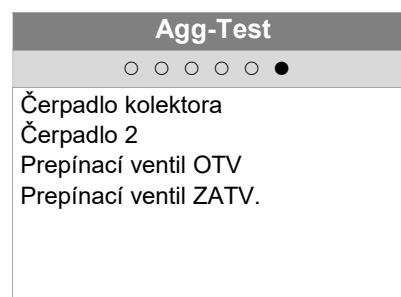 Agg-Test
Čerpadlo kolektora
Čerpadlo 2
Prepínací ventil OTV
Prepínací ventil ZATV.